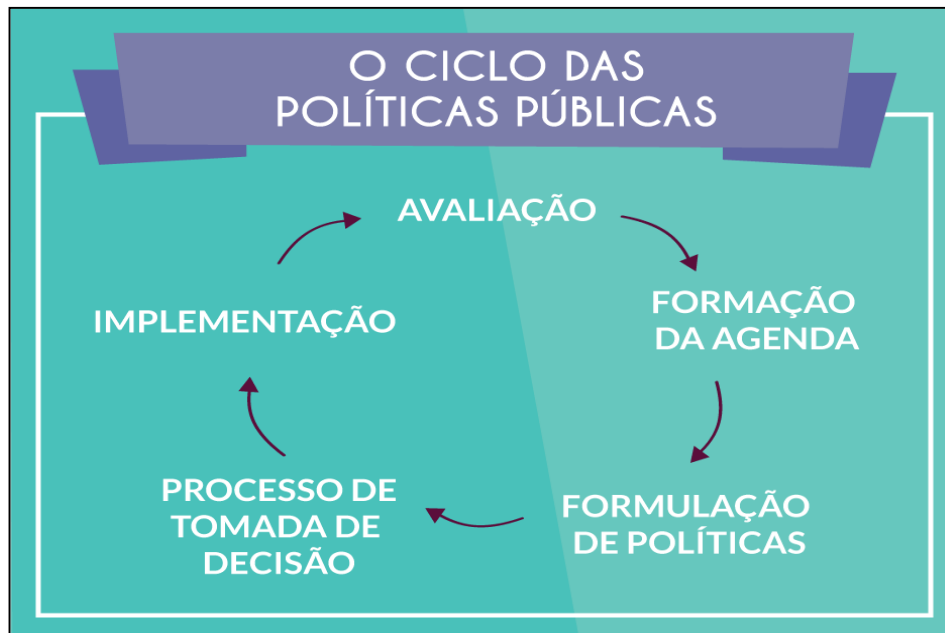 O CICLO DAS
POLÍTICAS PÚBLICAS
AVALIAÇÃO
FORMAÇÃO
DA AGENDA
FORMULAÇÃO
DE POLÍTICAS
PROCESSO DE
TOMADA DE
DECISÃO
IMPLEMENTAÇÃO